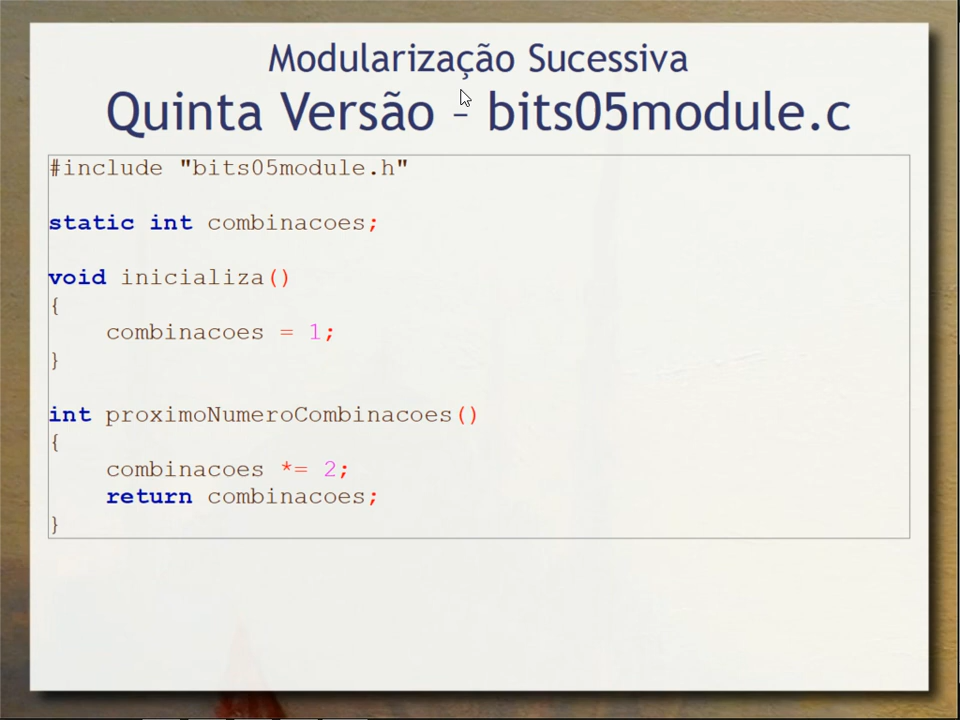 Modularização Sucessiva
Quinta Versão – bits05module.c
#include "bits05module.h"
static int combinacoes;
void inicializa()
{
    combinacoes = 1;
}
int proximoNumeroCombinacoes()
{
    combinacoes *= 2;
    return combinacoes;
}